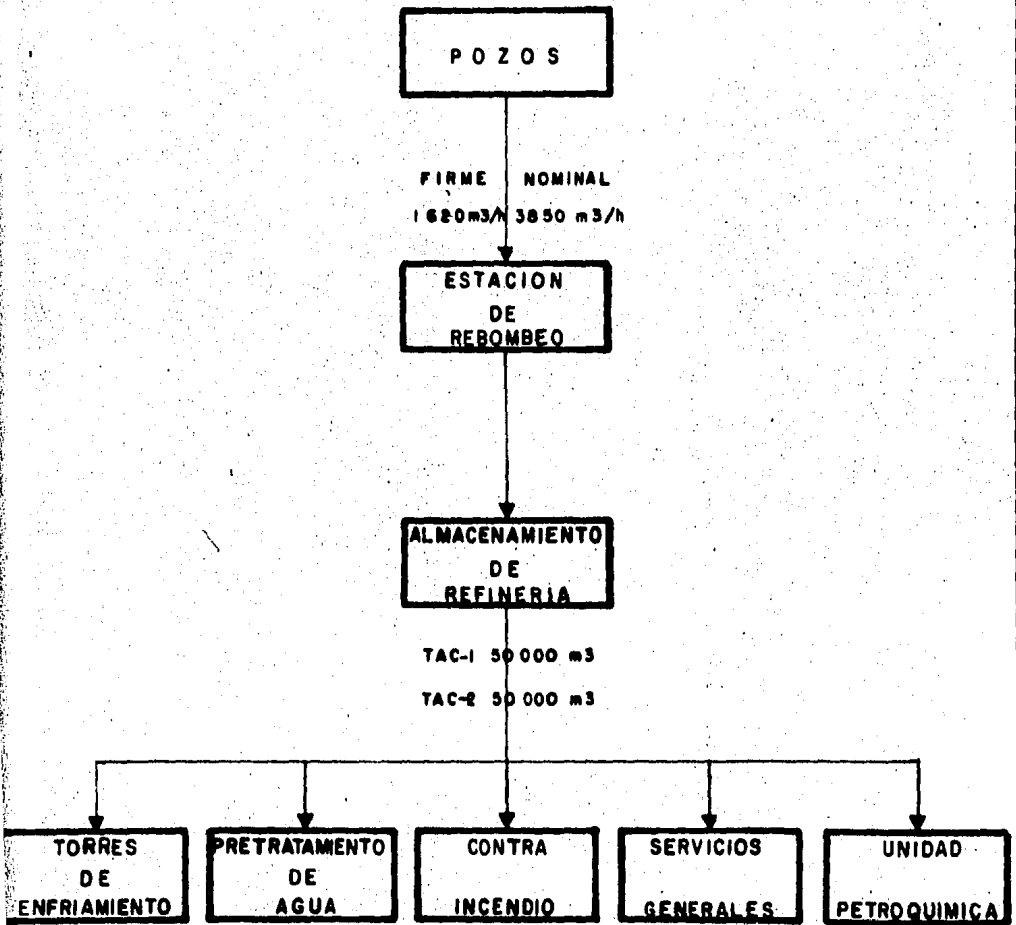 POZOS
FIRME NOMINAL
1620m3/h 3850 m3/h
ESTACION
DE
REBOMBEO
ALMACENAMIENTO
DE
REFINERIA
TAC-1 50 000 m3
TAC-2 50 000 m3
TORRES
DE
ENFRIAMIENTO
PRETRATAMIENTO
DE
AGUA
CONTRA
INCENDIO
SERVICIOS
GENERALES
UNIDAD
PETROQUIMICA